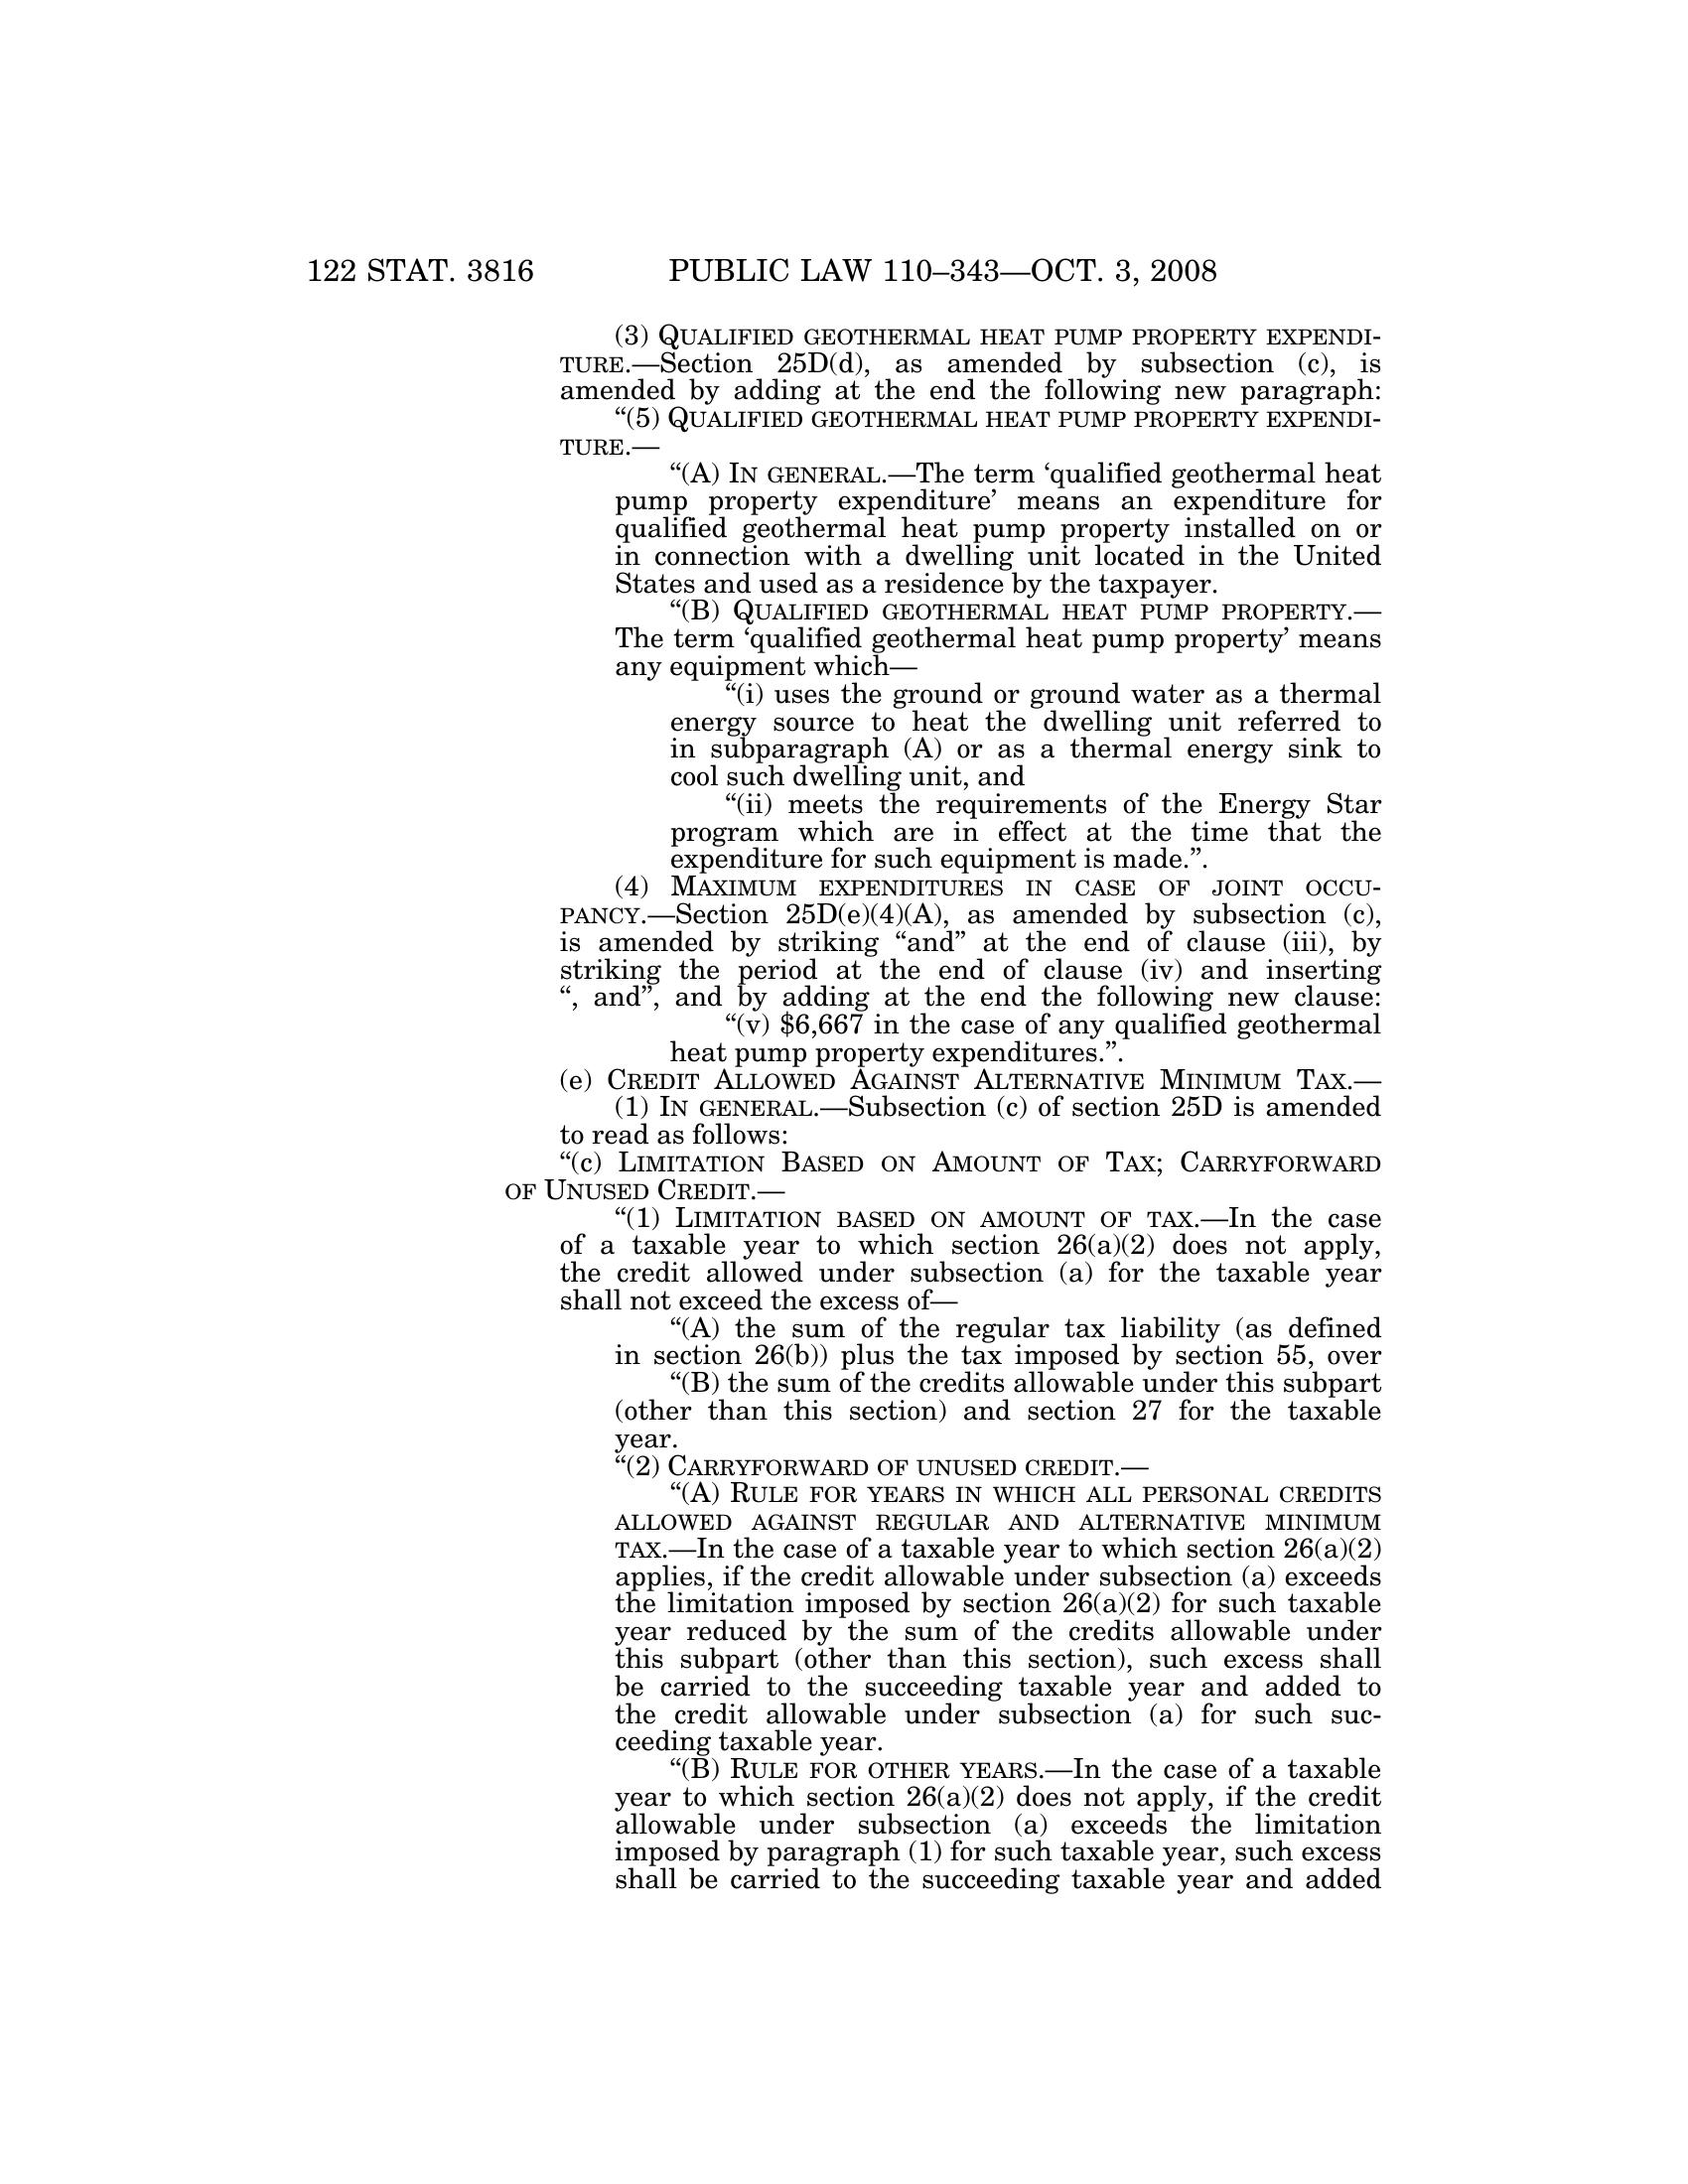 122 STAT. 3816 PUBLIC LAW 110–343—OCT. 3, 2008
(3) QUALIFIED GEOTHERMAL HEAT PUMP PROPERTY EXPENDI-
TURE.—Section 25D(d), as amended by subsection (c), is
amended by adding at the end the following new paragraph:
“(5) QUALIFIED GEOTHERMAL HEAT PUMP PROPERTY EXPENDI-
TURE.—
“(A) IN GENERAL.—The term ‘qualified geothermal heat
pump property expenditure’ means an expenditure for
qualified geothermal heat pump property installed on or
in connection with a dwelling unit located in the United
States and used as a residence by the taxpayer.
“(B) QUALIFIED GEOTHERMAL HEAT PUMP PROPERTY.—
The term ‘qualified geothermal heat pump property’ means
any equipment which—
“(i) uses the ground or ground water as a thermal
energy source to heat the dwelling unit referred to
in subparagraph (A) or as a thermal energy sink to
cool such dwelling unit, and
“(ii) meets the requirements of the Energy Star
program which are in effect at the time that the
expenditure for such equipment is made.”.
(4) MAXIMUM EXPENDITURES IN CASE OF JOINT OCCU-
PANCY.—Section 25D(e)(4)(A), as amended by subsection (c),
is amended by striking “and” at the end of clause (iii), by
striking the period at the end of clause (iv) and inserting
“, and”, and by adding at the end the following new clause:
“(v) $6,667 in the case of any qualified geothermal
heat pump property expenditures.”.
(e) CREDIT ALLOWED AGAINST ALTERNATIVE MINIMUM TAX.—
(1) IN GENERAL.—Subsection (c) of section 25D is amended
to read as follows:
“(c) LIMITATION BASED ON AMOUNT OF TAX; CARRYFORWARD
OF UNUSED CREDIT.—
“(1) LIMITATION BASED ON AMOUNT OF TAX.—In the case
of a taxable year to which section 26(a)(2) does not apply,
the credit allowed under subsection (a) for the taxable year
shall not exceed the excess of—
“(A) the sum of the regular tax liability (as defined
in section 26(b)) plus the tax imposed by section 55, over
“(B) the sum of the credits allowable under this subpart
(other than this section) and section 27 for the taxable
year.
“(2) CARRYFORWARD OF UNUSED CREDIT.—
“(A) RULE FOR YEARS IN WHICH ALL PERSONAL CREDITS
ALLOWED AGAINST REGULAR AND ALTERNATIVE MINIMUM
TAX.—In the case of a taxable year to which section 26(a)(2)
applies, if the credit allowable under subsection (a) exceeds
the limitation imposed by section 26(a)(2) for such taxable
year reduced by the sum of the credits allowable under
this subpart (other than this section), such excess shall
be carried to the succeeding taxable year and added to
the credit allowable under subsection (a) for such suc-
ceeding taxable year.
“(B) RULE FOR OTHER YEARS.—In the case of a taxable
year to which section 26(a)(2) does not apply, if the credit
allowable under subsection (a) exceeds the limitation
imposed by paragraph (1) for such taxable year, such excess
shall be carried to the succeeding taxable year and added